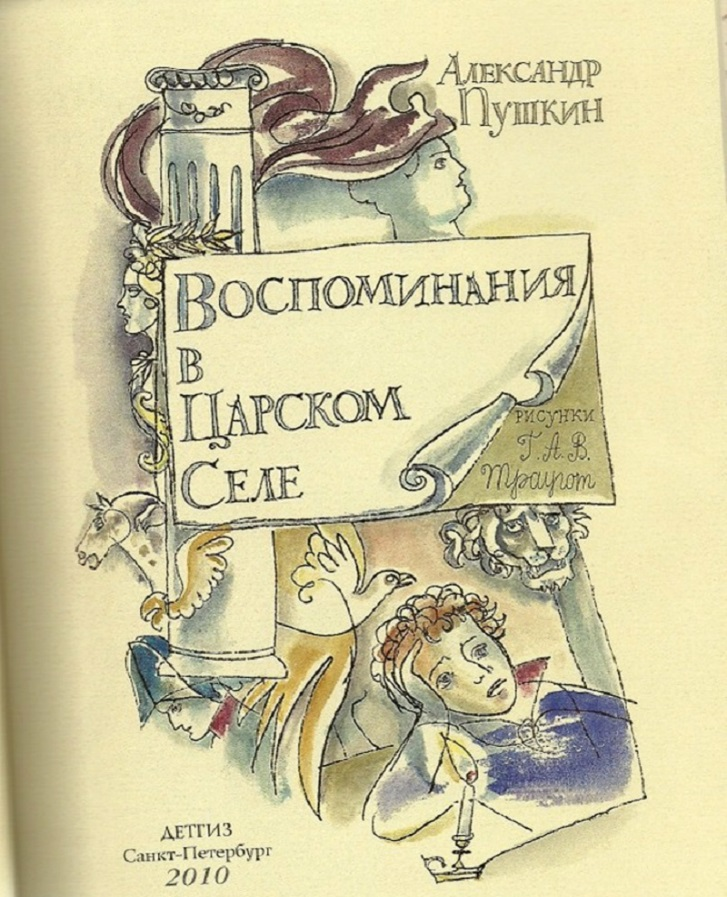 Александр
Пушкин
Воспоминания
в
Царском
Селе
рисунки
Г. А. В.
Траугот
ДЕТГИЗ
Санкт-Петербург
2010